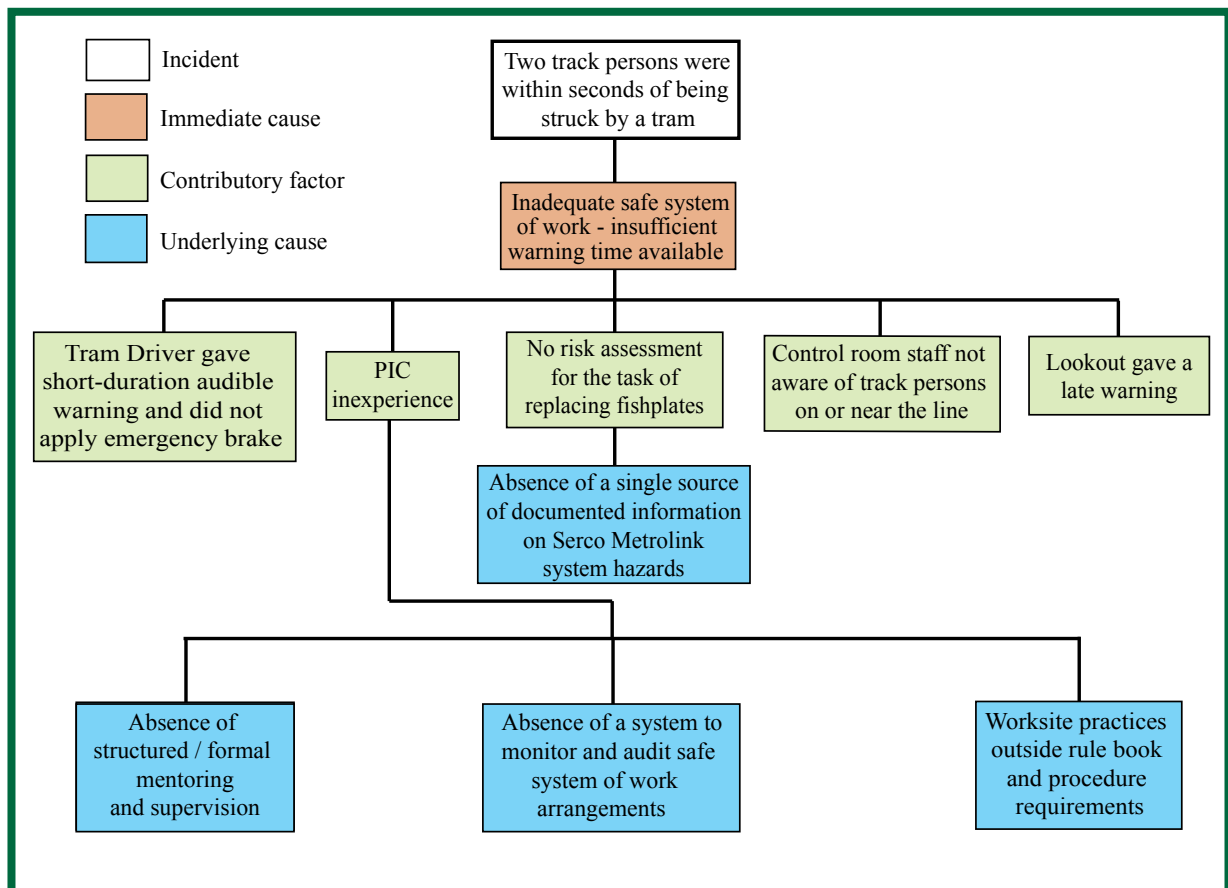 Incident
Immediate cause
Contributory factor
Underlying cause
Two track persons were
within seconds of being
struck by a tram
Inadequate safe system
of work - insufficient
warning time available
Tram Driver gave
short-duration audible
warning and did not
apply emergency brake
PIC
inexperience
No risk assessment
for the task of
replacing fishplates
Control room staff not
aware of track persons
on or near the line
Lookout gave a
late warning
Absence of a single source
of documented information
on Serco Metrolink
system hazards
Absence of
structured / formal
mentoring
and supervision
Absence of a system to
monitor and audit safe
system of work
arrangements
Worksite practices
outside rule book
and procedure
requirements